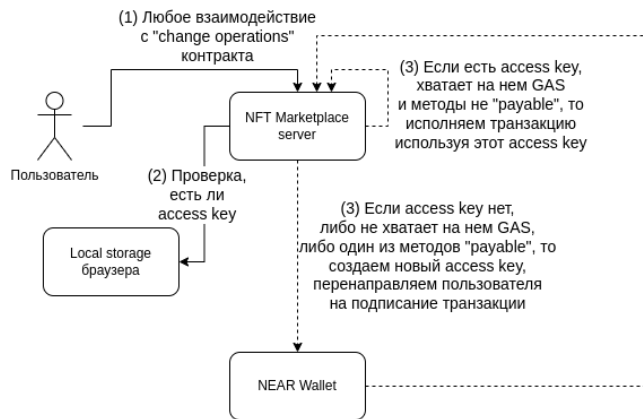 (1) Любое взаимодействие
с "change operations"
контракта
(3) Если есть access key,
хватает на нем GAS
и методы не "payable", то
исполняем транзакцию
используя этот access key
NFT Marketplace
server
Пользователь
(2) Проверка,
есть ли
access key
(3) Если access key нет,
либо не хватает на нем GAS,
либо один из методов "payable", то
создаем новый access key,
перенаправляем пользователя
на подписание транзакции
Local storage
браузера
NEAR Wallet